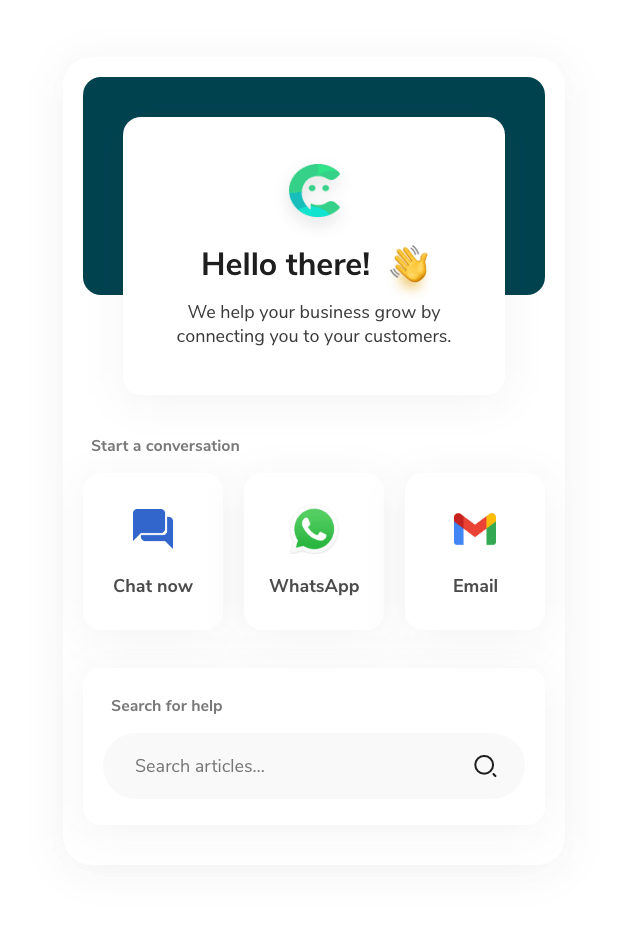 Hello there! 👋
We help your business grow by
connecting you to your customers.
Start a conversation
Chat now
WhatsApp
Email
Search for help
Search articles...